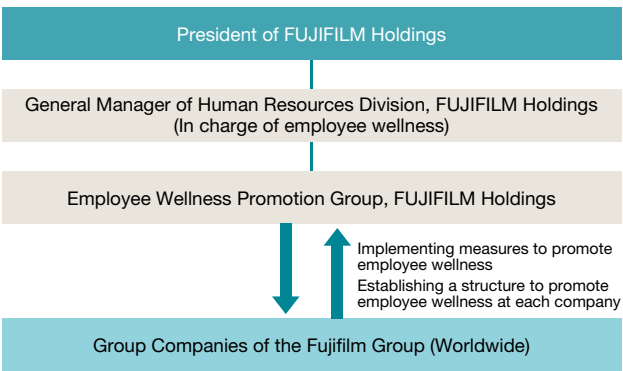 President of FUJIFILM Holdings
General Manager of Human Resources Division, FUJIFILM Holdings
(In charge of employee wellness)
Employee Wellness Promotion Group, FUJIFILM Holdings
Implementing measures to promote
employee wellness
Establishing a structure to promote
employee wellness at each company
Group Companies of the Fujifilm Group (Worldwide)